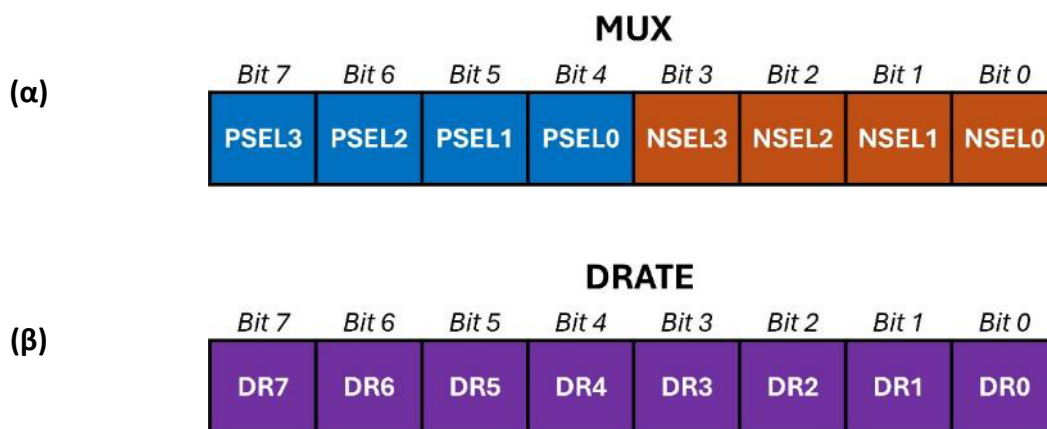 MUX
(α)
Bit 7 Bit 6 Bit 5 Bit 4 Bit 3 Bit 2 Bit 1 Bit 0
PSEL3 PSEL2 PSEL1 PSEL0 NSEL3 NSEL2 NSEL1 NSEL0
DRATE
(β)
Bit 7 Bit 6 Bit 5 Bit 4 Bit 3 Bit 2 Bit 1 Bit 0
DR7 DR6 DR5 DR4 DR3 DR2 DR1 DR0